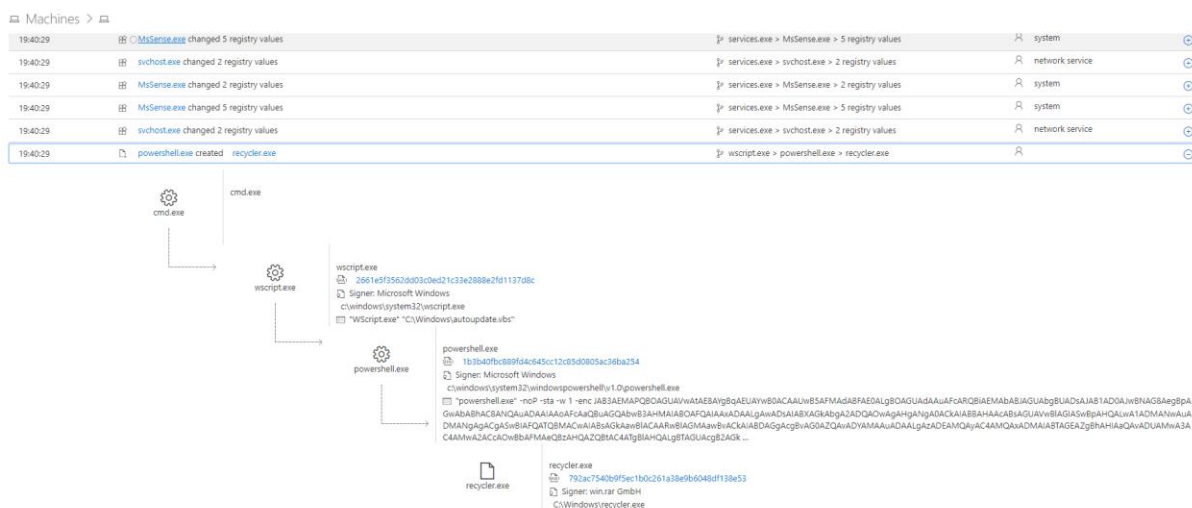 Machines >
19:40:29 MsSense.exe changed 5 registry values services.exe > MsSense.exe > 5 registry values system
19:40:29 svchost.exe changed 2 registry values services.exe > svchost.exe > 2 registry values network service
19:40:29 MsSense.exe changed 2 registry values services.exe > MsSense.exe > 2 registry values system
19:40:29 MsSense.exe changed 5 registry values services.exe > MsSense.exe > 5 registry values system
19:40:29 svchost.exe changed 2 registry values services.exe > svchost.exe > 2 registry values network service
19:40:29 powershell.exe created recycler.exe wscript.exe > powershell.exe > recycler.exe
cmd.exe
cmd.exe
wscript.exe
wscript.exe
2661e5f3562dd03c0ed21c33e2888e2fd1137d8c
Signer: Microsoft Windows
c:\windows\system32\wscript.exe
"WScript.exe" "C:\Windows\autoupdate.vbs"
powershell.exe
powershell.exe
1b3b40fbc889fd4c645cc12c85d0805ac36ba254
Signer: Microsoft Windows
c:\windows\system32\windowspowershell\v1.0\powershell.exe
"powershell.exe" -noP -sta -w 1 -enc
recycler.exe
recycler.exe
792ac7540b9f5ec1b0c261a38e9b6048df138e53
Signer: win.rar GmbH
C:\Windows\recycler.exe